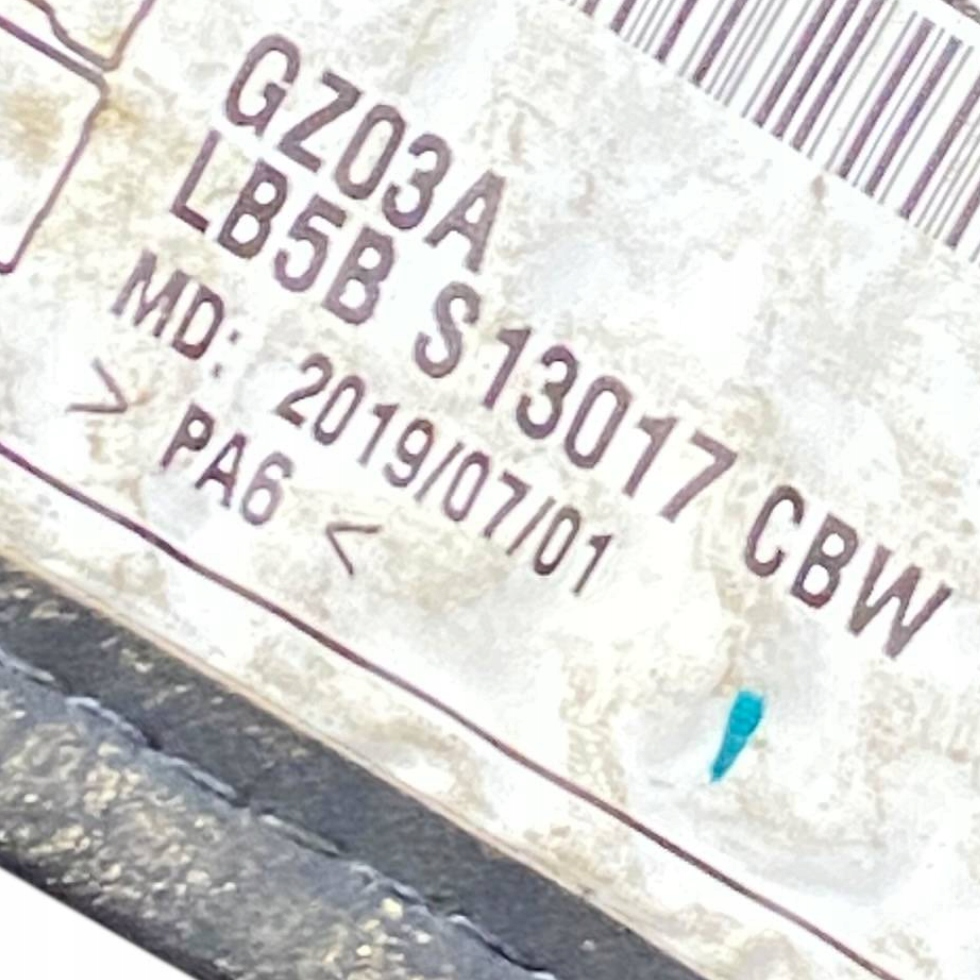 GZ03A
LB5B S13017 CBW
MD: 2019/07/01
> PA6 <